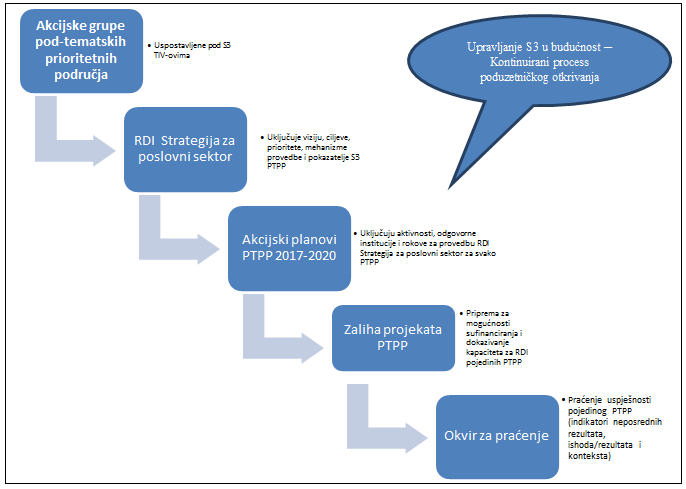 Akcijske grupe
pod-tematskih
prioritetnih
područja
• Uspostavljene pod S3
TIV-ovima
Upravljanje S3 u budućnost —
Kontinuirani process
poduzetničkog otkrivanja
RDI Strategija za
poslovni sektor
• Uključuje viziju, ciljeve,
prioritete, mehanizme
provedbe i pokazatelje S3
PTPP
Akcijski planovi
PTPP 2017-2020
• Uključuju aktivnosti, odgovorne
institucije i rokove za provedbu RDI
Strategija za poslovni sektor za svako
PTPP
Zaliha projekata
PTPP
• Priprema za
mogućnosti
sufinanciranja i
dokazivanje
kapaciteta za RDI
pojedinih PTPP
Okvir za praćenje
• Praćenje uspješnosti
pojedinog PTPP
(indikatori neposrednih
rezultata,
ishoda/rezultata i
konteksta)